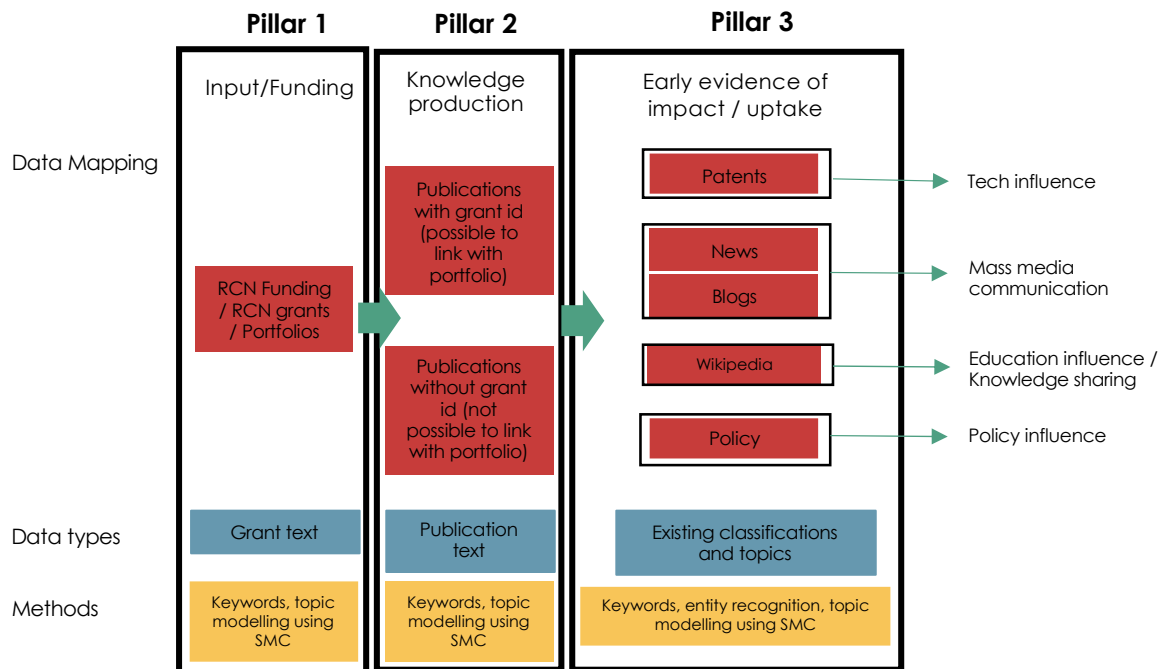 Pillar 1
Pillar 2
Pillar 3
Input/Funding
Knowledge
production
Early evidence of
impact / uptake
Data Mapping
RCN Funding
/ RCN grants
/ Portfolios
Publications
with grant id
(possible to
link with
portfolio)
Publications
without grant
id (not
possible to
link with
portfolio)
Patents
Tech influence
News
Blogs
Mass media
communication
Wikipedia
Education influence /
Knowledge sharing
Policy
Policy influence
Data types
Grant text
Publication
text
Existing classifications
and topics
Methods
Keywords, topic
modelling using
SMC
Keywords, topic
modelling using
SMC
Keywords, entity recognition, topic
modelling using SMC